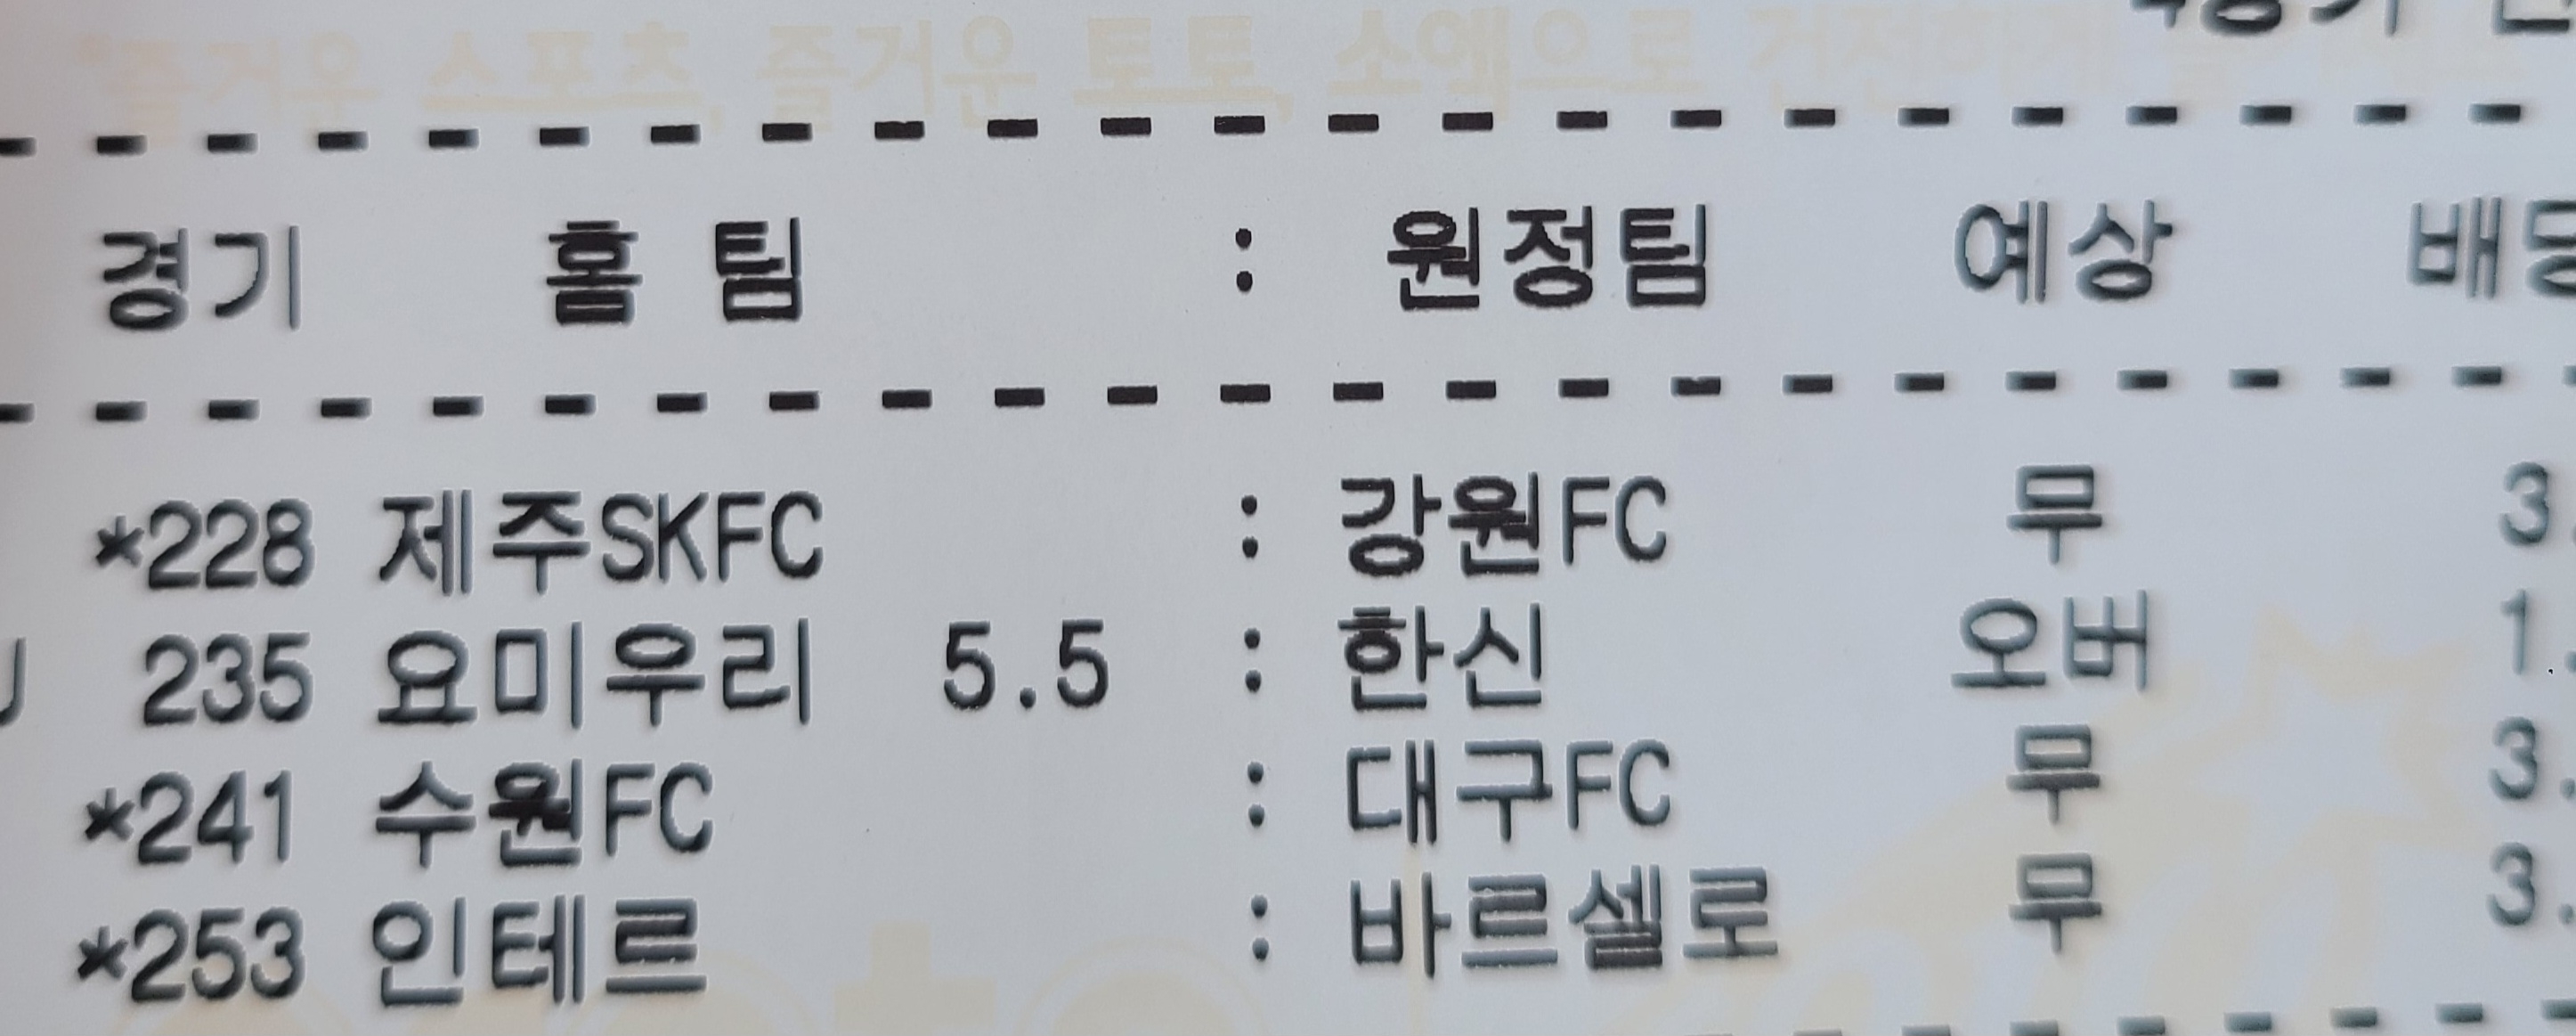 "즐거운 스포츠, 즐거운 토토, 소액으로 건전하게
경기 홈 팀 : 원정팀 예상
*228 제주SKFC : 강원FC 무 3.
U 235 요미우리 5.5 : 한신 오버 1.
*241 수원FC : 대구FC 무 3.
*253 인테르 : 바르셀로 무 3.